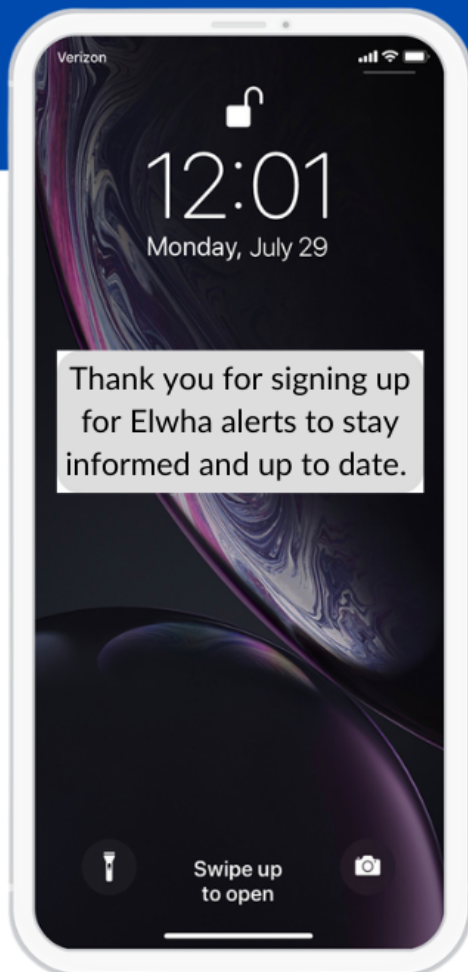 Verizon
12:01
Monday, July 29
Thank you for signing up
for Elwha alerts to stay
informed and up to date.
Swipe up
to open